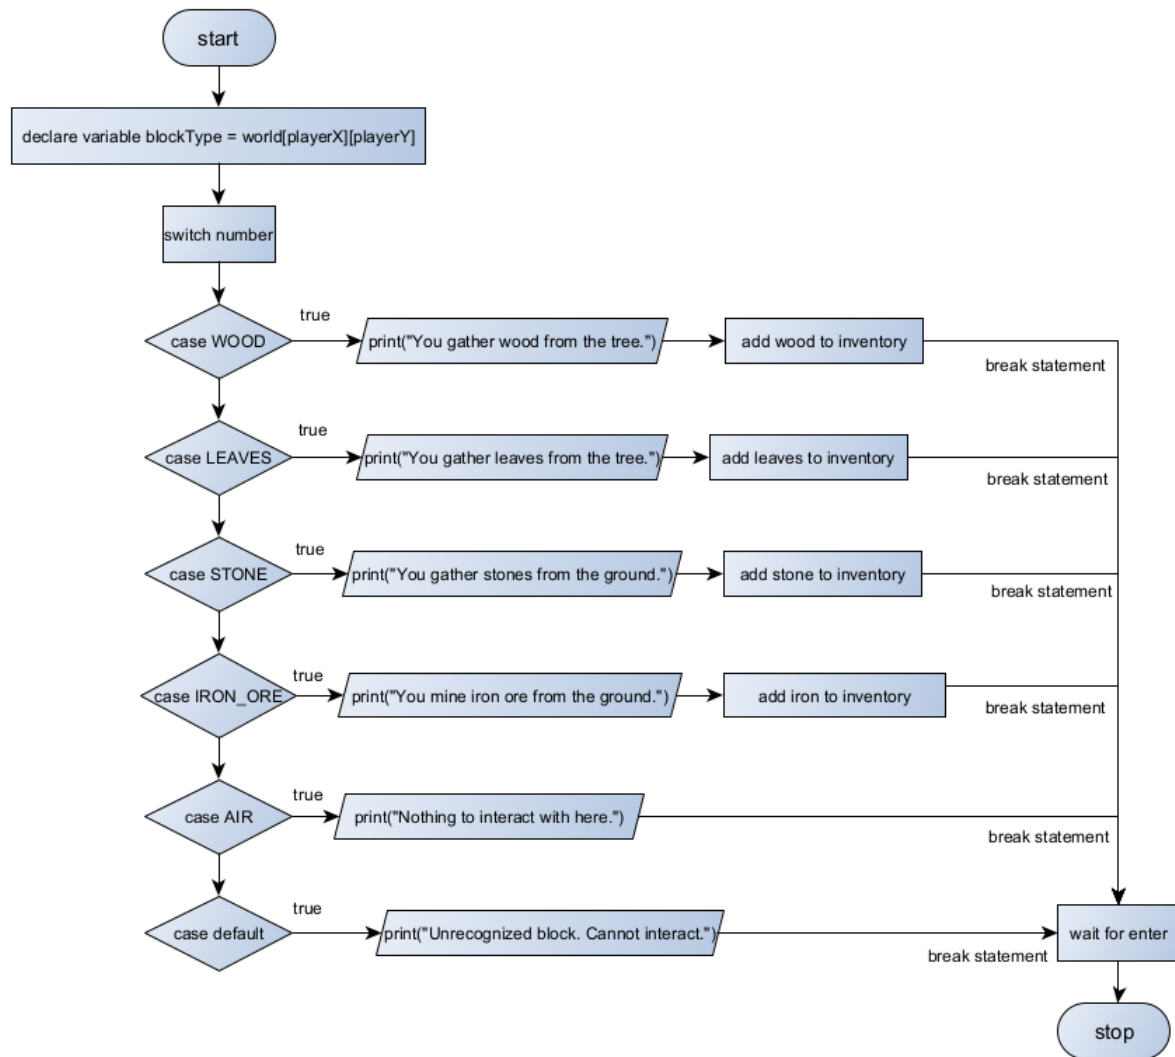 start
declare variable blockType = world[playerX][playerY]
switch number
case WOOD
true
print("You gather wood from the tree.")
add wood to inventory
break statement
case LEAVES
true
print("You gather leaves from the tree.")
add leaves to inventory
break statement
case STONE
true
print("You gather stones from the ground.")
add stone to inventory
break statement
case IRON_ORE
true
print("You mine iron ore from the ground.")
add iron to inventory
break statement
case AIR
true
print("Nothing to interact with here.")
break statement
case default
true
print("Unrecognized block. Cannot interact.")
break statement
wait for enter
stop